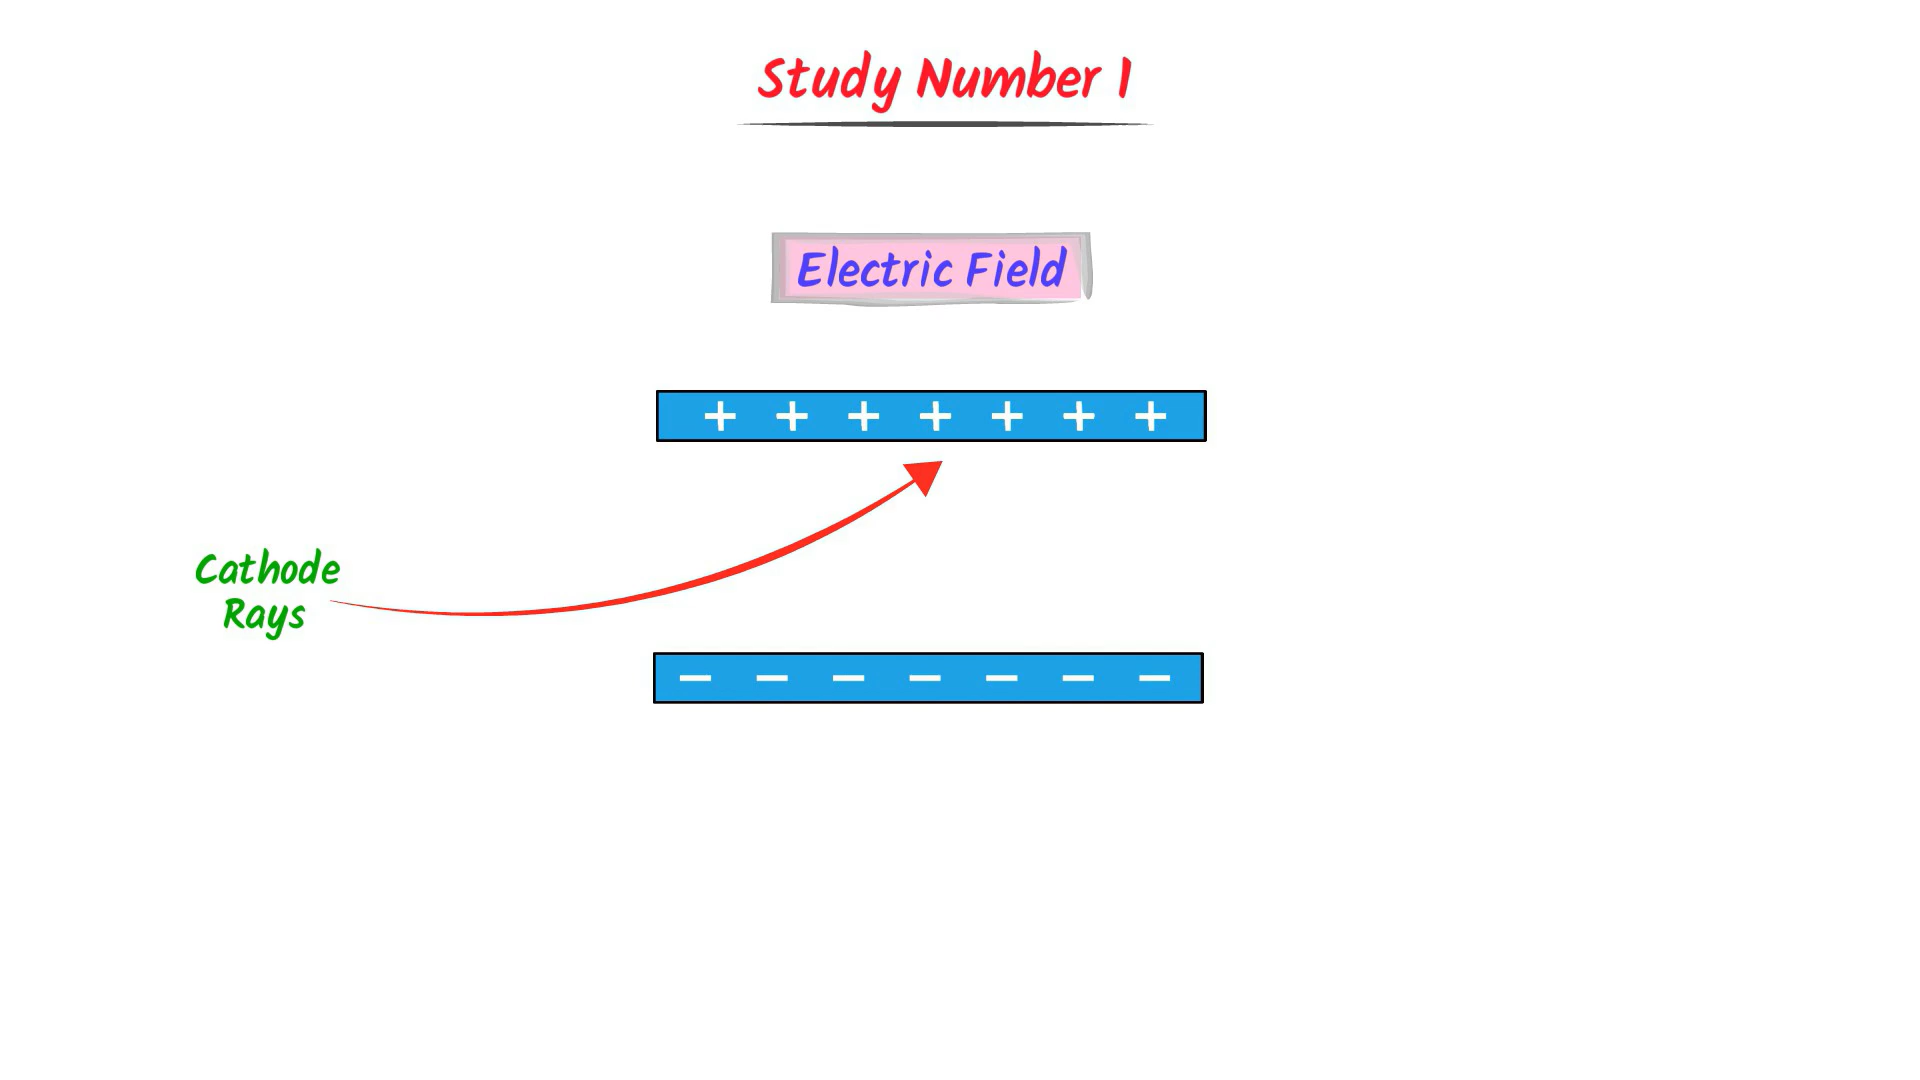 Study Number 1
Electric Field
+ + + + + + +
Cathode
Rays
− − − − − − −